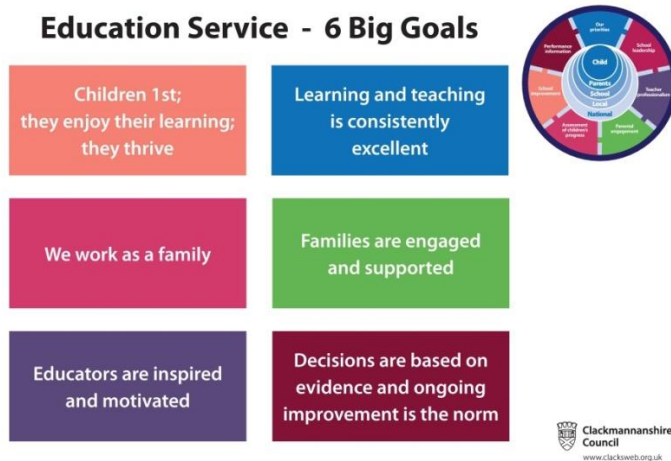 Education Service - 6 Big Goals
Children 1st;
they enjoy their learning;
they thrive
Learning and teaching
is consistently
excellent
We work as a family
Families are engaged
and supported
Educators are inspired
and motivated
Decisions are based on
evidence and ongoing
improvement is the norm
Our
priorities
School
leadership
Teacher
professionalism
Parental
engagement
Assessment
of children's
progress
School
improvement
Performance
information
Child
Parents
School
Local
National
Clackmannanshire
Council
www.clacksweb.org.uk